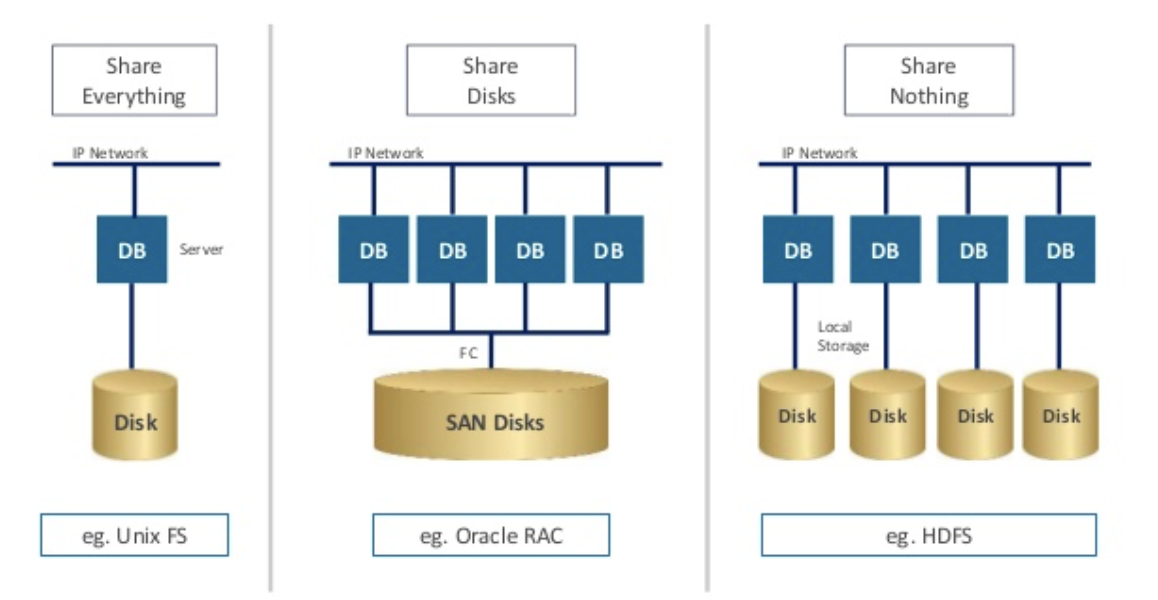 Share
Everything
IP Network
DB
Server
Disk
eg. Unix FS
Share
Disks
IP Network
DB
DB
DB
DB
FC
SAN Disks
eg. Oracle RAC
Share
Nothing
IP Network
DB
DB
DB
DB
Local
Storage
Disk
Disk
Disk
Disk
eg. HDFS